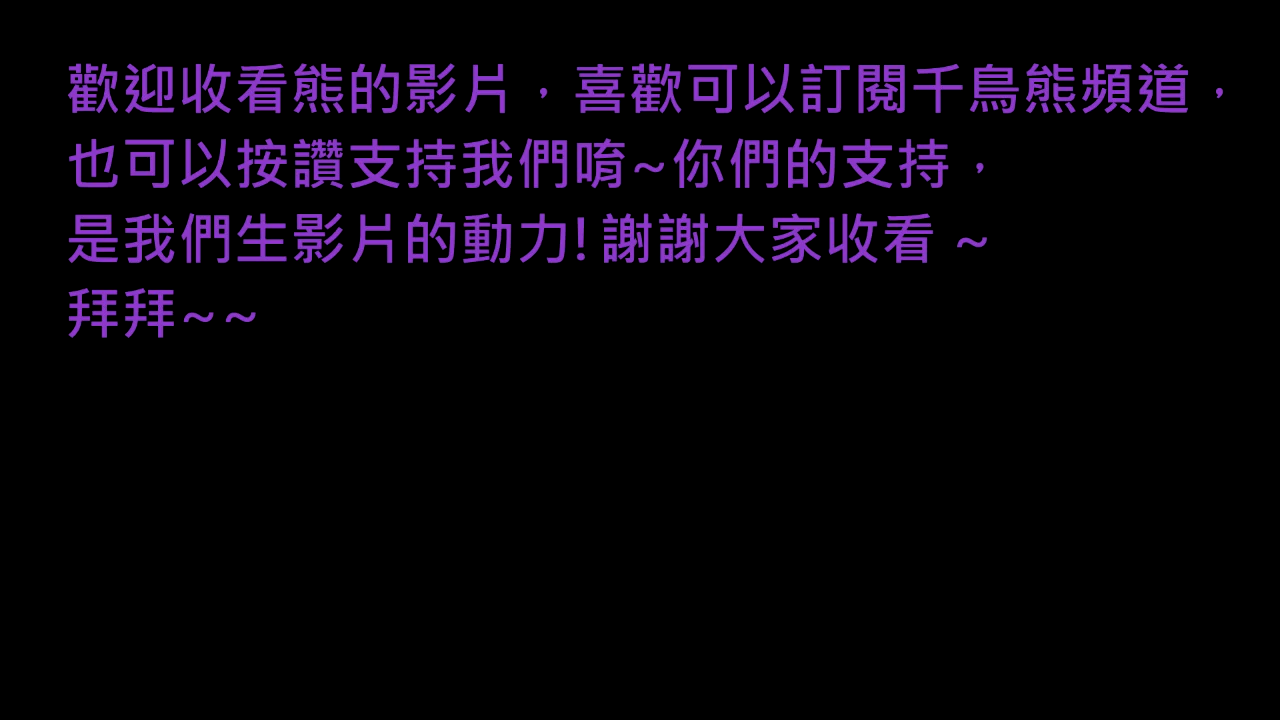 歡迎收看熊的影片，喜歡可以訂閱千鳥熊頻道，
也可以按讚支持我們唷~你們的支持，
是我們生影片的動力! 謝謝大家收看 ~
拜拜~~